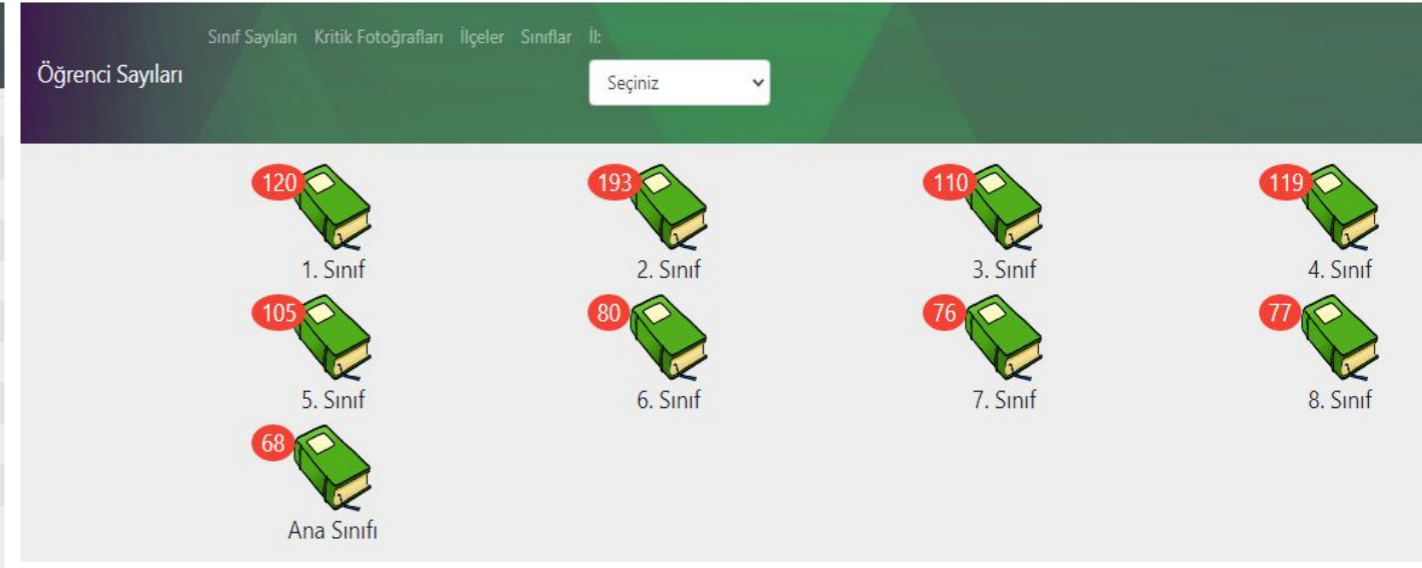 Sınıf Sayıları Kritik Fotoğrafları İlçeler Sınıflar İl:
Öğrenci Sayıları
Seçiniz
120 193 110 119
1. Sınıf 2. Sınıf 3. Sınıf 4. Sınıf
105 80 76 77
5. Sınıf 6. Sınıf 7. Sınıf 8. Sınıf
68
Ana Sınıfı